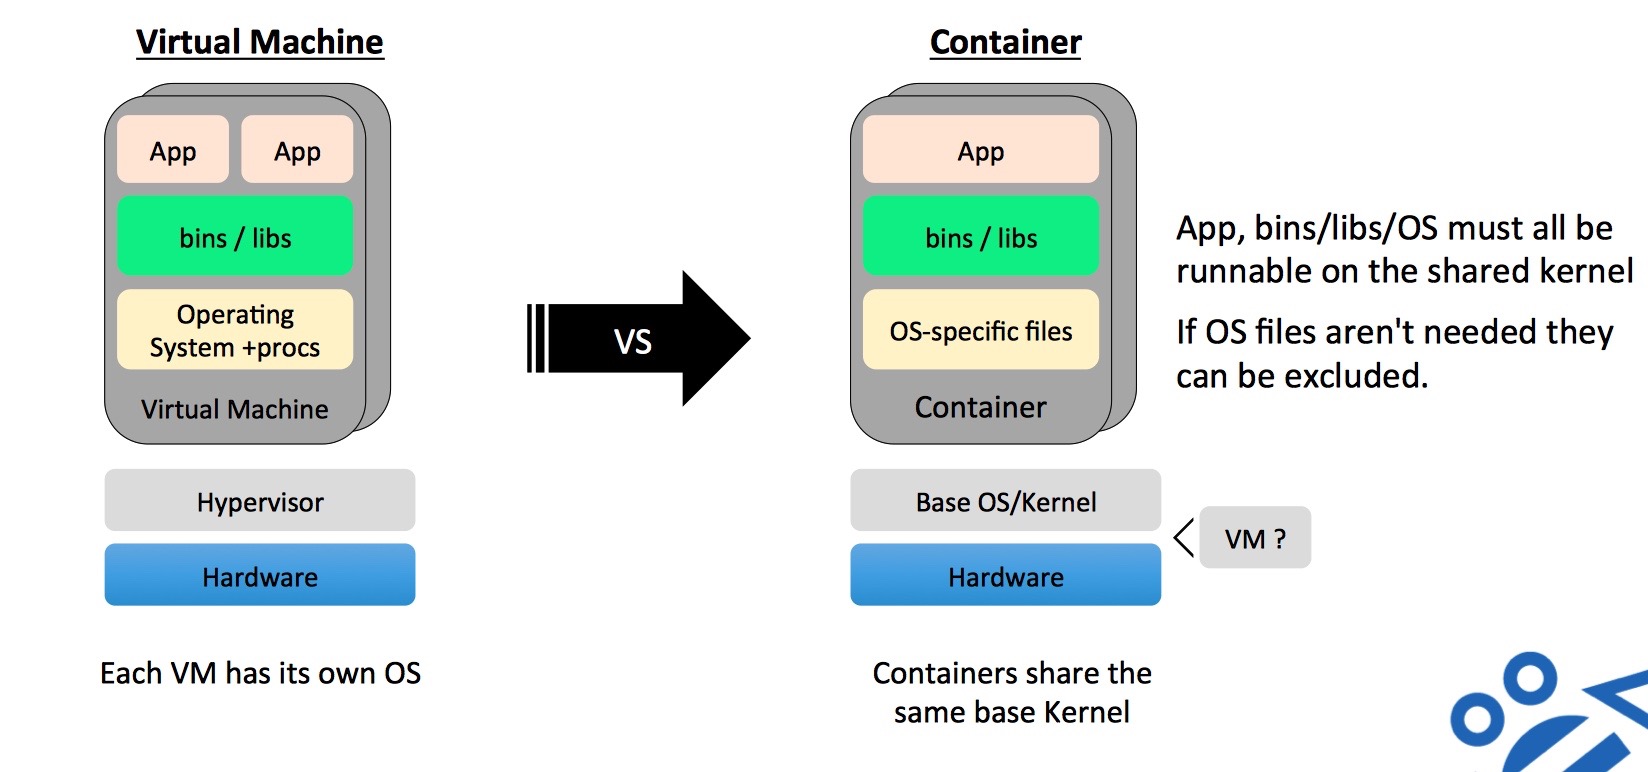 Virtual Machine
App
App
bins / libs
Operating
System +procs
Virtual Machine
Hypervisor
Hardware
Each VM has its own OS
VS
Container
App
bins / libs
OS-specific files
Container
Base OS/Kernel
Hardware
VM ?
Containers share the
same base Kernel
App, bins/libs/OS must all be
runnable on the shared kernel
If OS files aren't needed they
can be excluded.